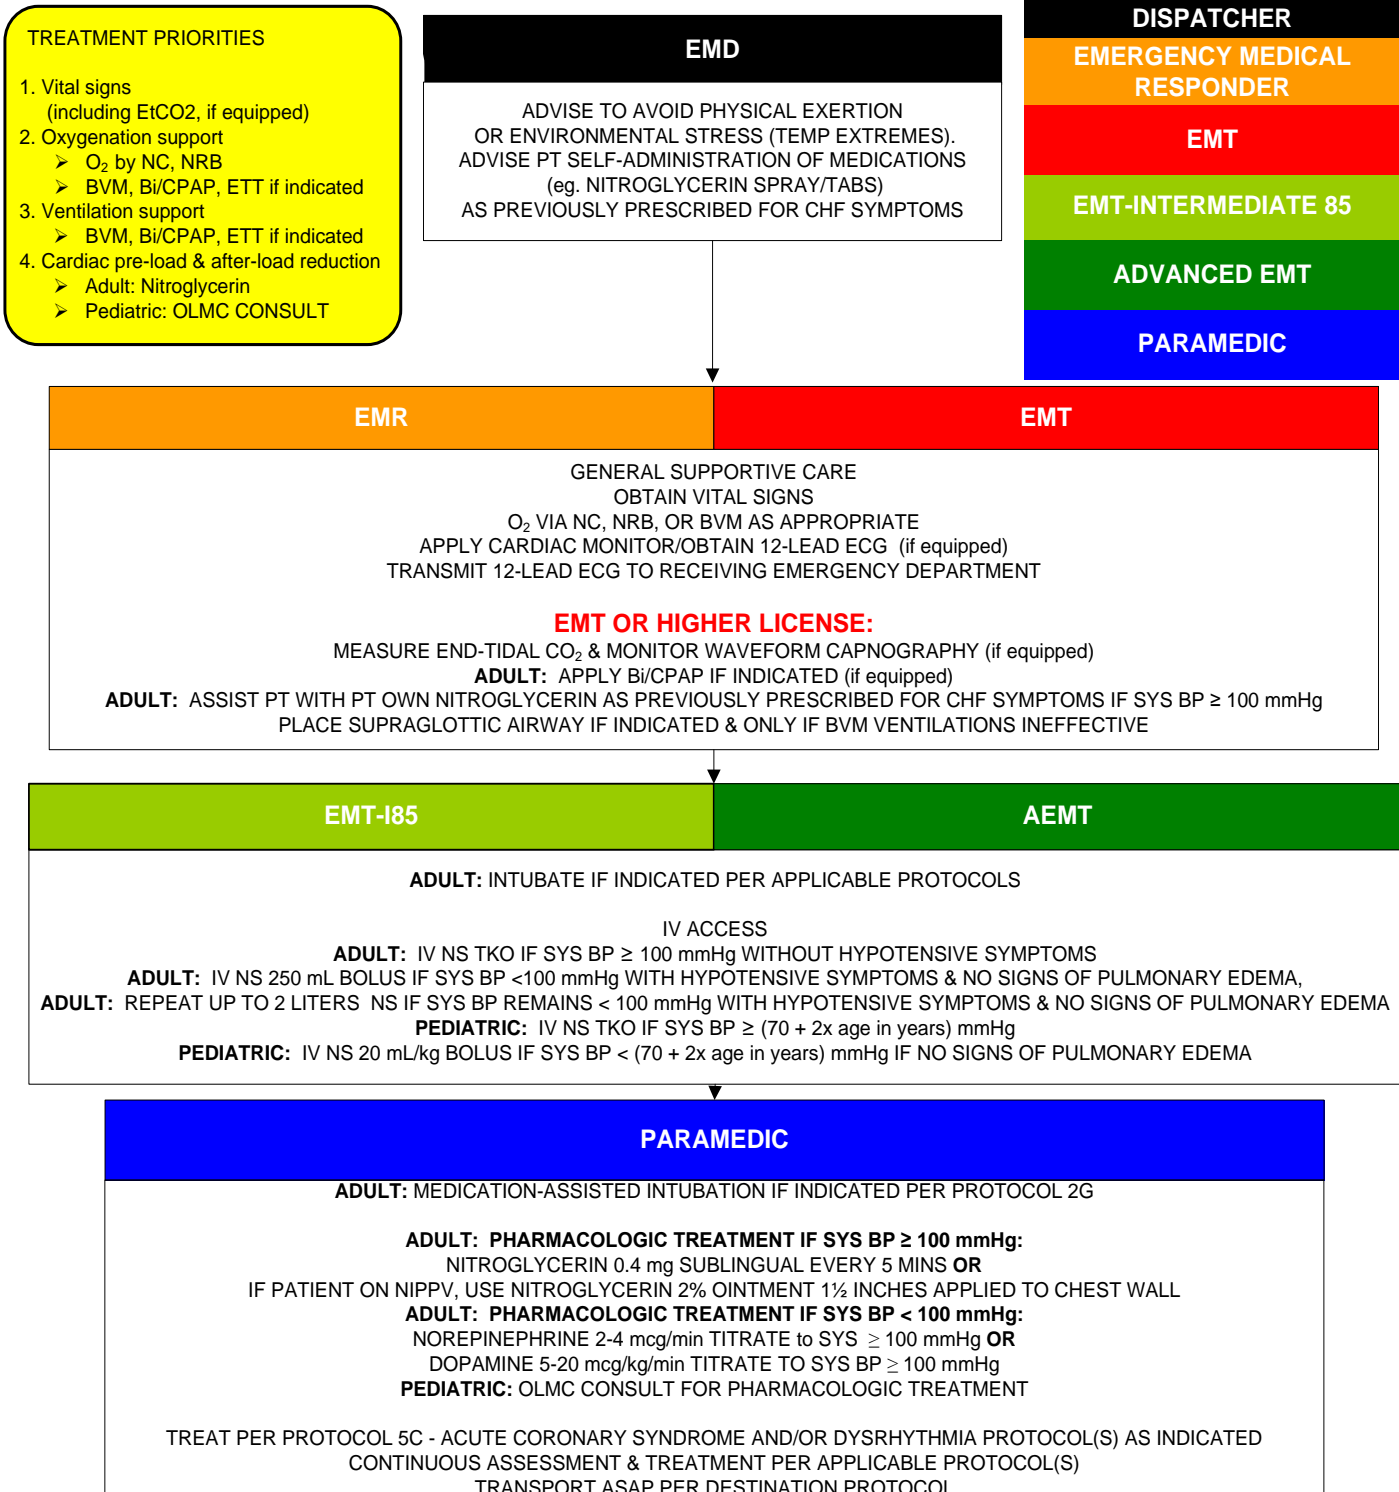 TREATMENT PRIORITIES
1. Vital signs
(including EtCO2, if equipped)
2. Oxygenation support
➢ O₂ by NC, NRB
➢ BVM, Bi/CPAP, ETT if indicated
3. Ventilation support
➢ BVM, Bi/CPAP, ETT if indicated
4. Cardiac pre-load & after-load reduction
➢ Adult: Nitroglycerin
➢ Pediatric: OLMC CONSULT
EMD
ADVISE TO AVOID PHYSICAL EXERTION
OR ENVIRONMENTAL STRESS (TEMP EXTREMES).
ADVISE PT SELF-ADMINISTRATION OF MEDICATIONS
(eg. NITROGLYCERIN SPRAY/TABS)
AS PREVIOUSLY PRESCRIBED FOR CHF SYMPTOMS
DISPATCHER
EMERGENCY MEDICAL
RESPONDER
EMT
EMT-INTERMEDIATE 85
ADVANCED EMT
PARAMEDIC
EMR
EMT
GENERAL SUPPORTIVE CARE
OBTAIN VITAL SIGNS
O₂ VIA NC, NRB, OR BVM AS APPROPRIATE
APPLY CARDIAC MONITOR/OBTAIN 12-LEAD ECG (if equipped)
TRANSMIT 12-LEAD ECG TO RECEIVING EMERGENCY DEPARTMENT
EMT OR HIGHER LICENSE:
MEASURE END-TIDAL CO₂ & MONITOR WAVEFORM CAPNOGRAPHY (if equipped)
ADULT: APPLY Bi/CPAP IF INDICATED (if equipped)
ADULT: ASSIST PT WITH PT OWN NITROGLYCERIN AS PREVIOUSLY PRESCRIBED FOR CHF SYMPTOMS IF SYS BP ≥ 100 mmHg
PLACE SUPRAGLOTTIC AIRWAY IF INDICATED & ONLY IF BVM VENTILATIONS INEFFECTIVE
EMT-I85
AEMT
ADULT: INTUBATE IF INDICATED PER APPLICABLE PROTOCOLS
IV ACCESS
ADULT: IV NS TKO IF SYS BP ≥ 100 mmHg WITHOUT HYPOTENSIVE SYMPTOMS
ADULT: IV NS 250 mL BOLUS IF SYS BP <100 mmHg WITH HYPOTENSIVE SYMPTOMS & NO SIGNS OF PULMONARY EDEMA,
ADULT: REPEAT UP TO 2 LITERS NS IF SYS BP REMAINS < 100 mmHg WITH HYPOTENSIVE SYMPTOMS & NO SIGNS OF PULMONARY EDEMA
PEDIATRIC: IV NS TKO IF SYS BP ≥ (70 + 2x age in years) mmHg
PEDIATRIC: IV NS 20 mL/kg BOLUS IF SYS BP < (70 + 2x age in years) mmHg IF NO SIGNS OF PULMONARY EDEMA
PARAMEDIC
ADULT: MEDICATION-ASSISTED INTUBATION IF INDICATED PER PROTOCOL 2G
ADULT: PHARMACOLOGIC TREATMENT IF SYS BP ≥ 100 mmHg:
NITROGLYCERIN 0.4 mg SUBLINGUAL EVERY 5 MINS OR
IF PATIENT ON NIPPV, USE NITROGLYCERIN 2% OINTMENT 1½ INCHES APPLIED TO CHEST WALL
ADULT: PHARMACOLOGIC TREATMENT IF SYS BP < 100 mmHg:
NOREPINEPHRINE 2-4 mcg/min TITRATE to SYS ≥ 100 mmHg OR
DOPAMINE 5-20 mcg/kg/min TITRATE TO SYS BP ≥ 100 mmHg
PEDIATRIC: OLMC CONSULT FOR PHARMACOLOGIC TREATMENT
TREAT PER PROTOCOL 5C - ACUTE CORONARY SYNDROME AND/OR DYSRHYTHMIA PROTOCOL(S) AS INDICATED
CONTINUOUS ASSESSMENT & TREATMENT PER APPLICABLE PROTOCOL(S)
TRANSPORT ASAP PER DESTINATION PROTOCOL